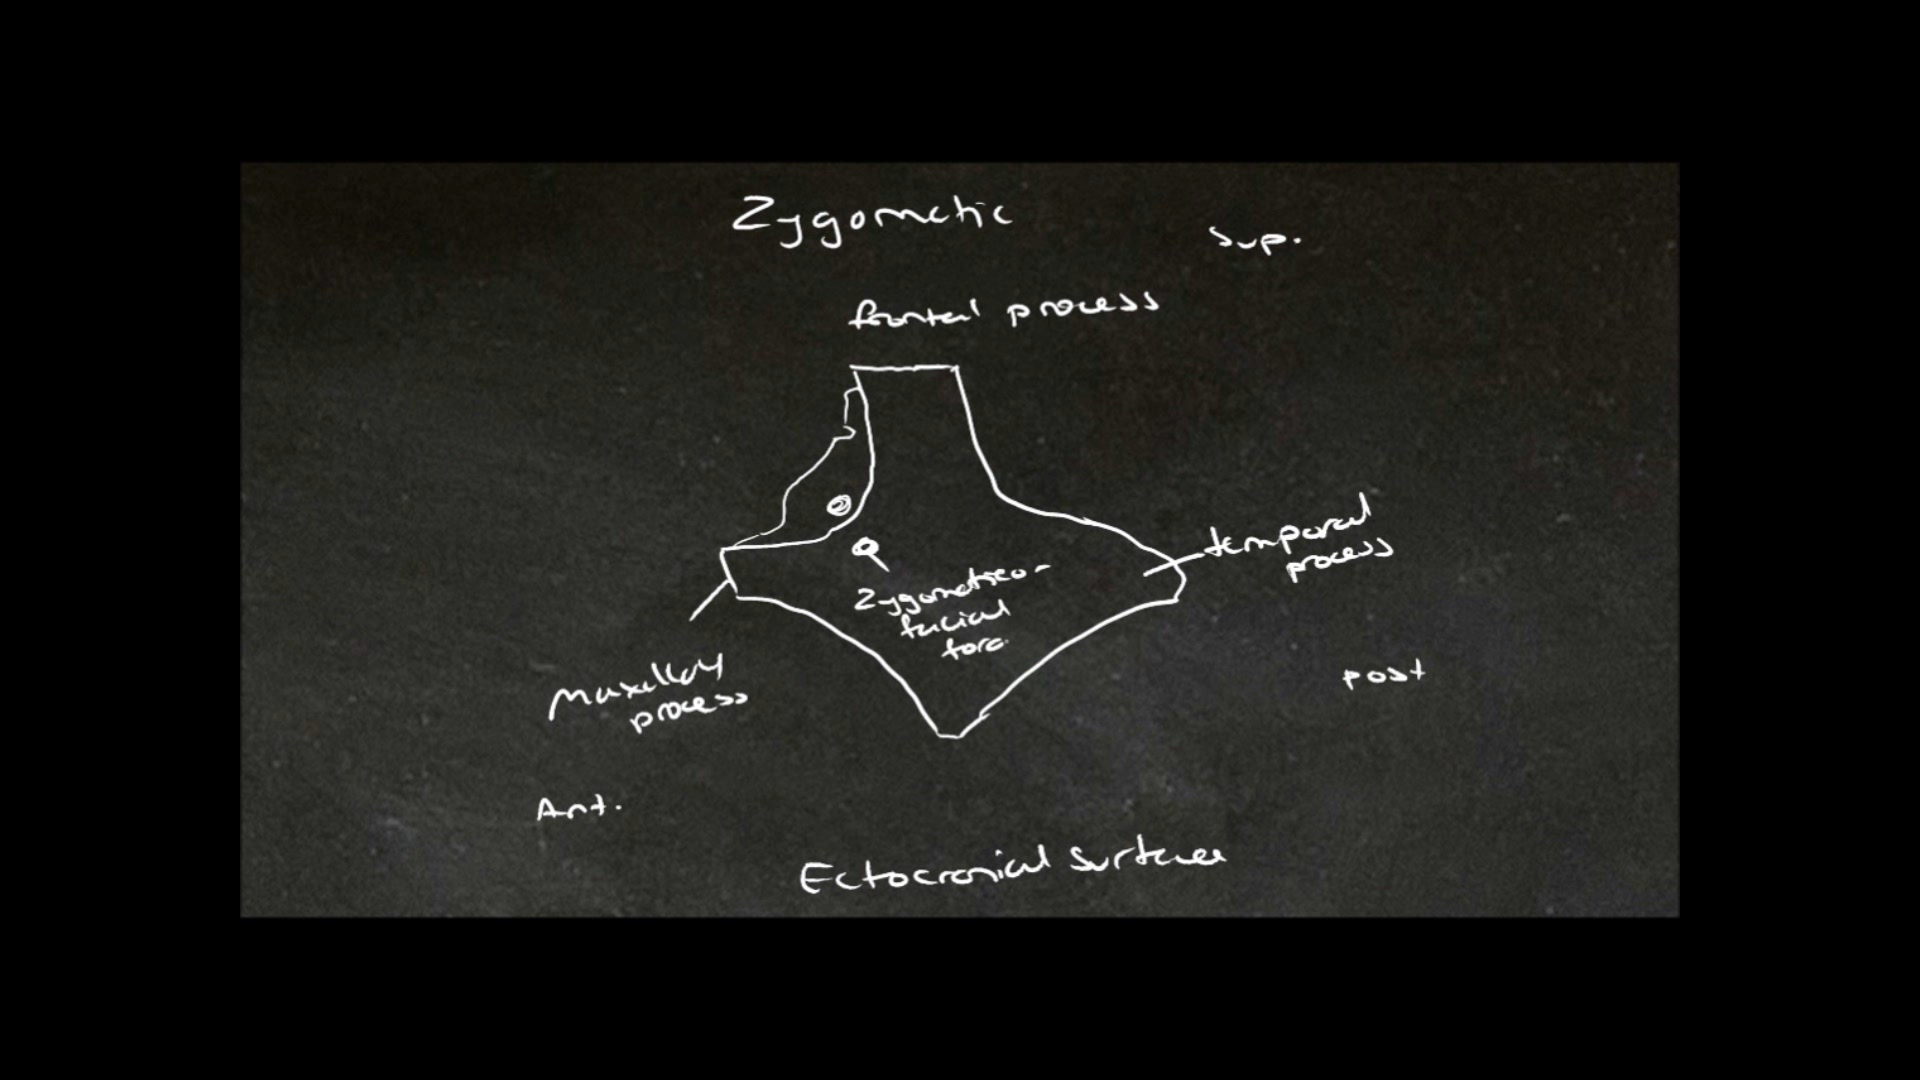 Zygomatic
Sup.
frontal process
temporal
process
Zygomatico-
facial
fora.
Maxillary
process
post
Ant.
Ectocranial surface